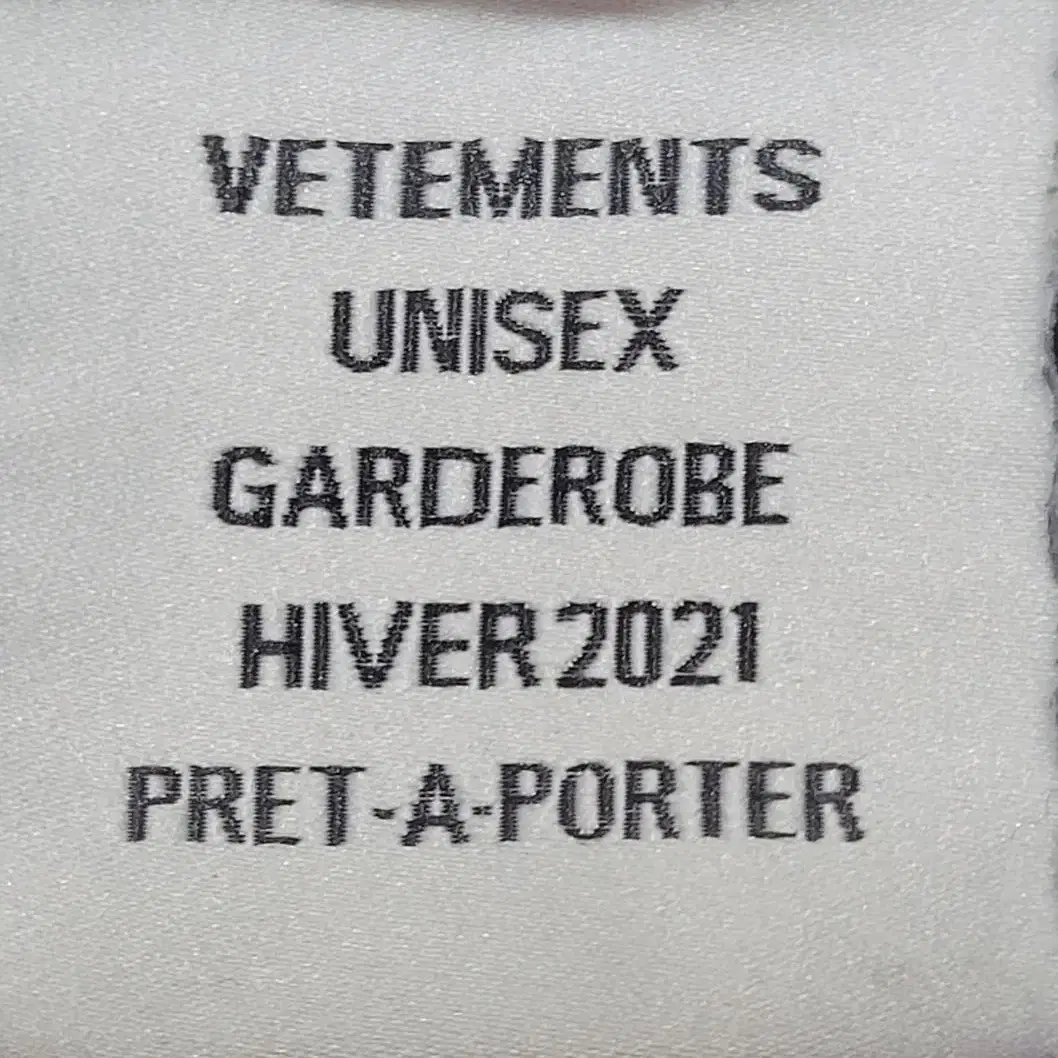 VETEMENTS
UNISEX
GARDEROBE
HIVER 2021
PRET-A-PORTER